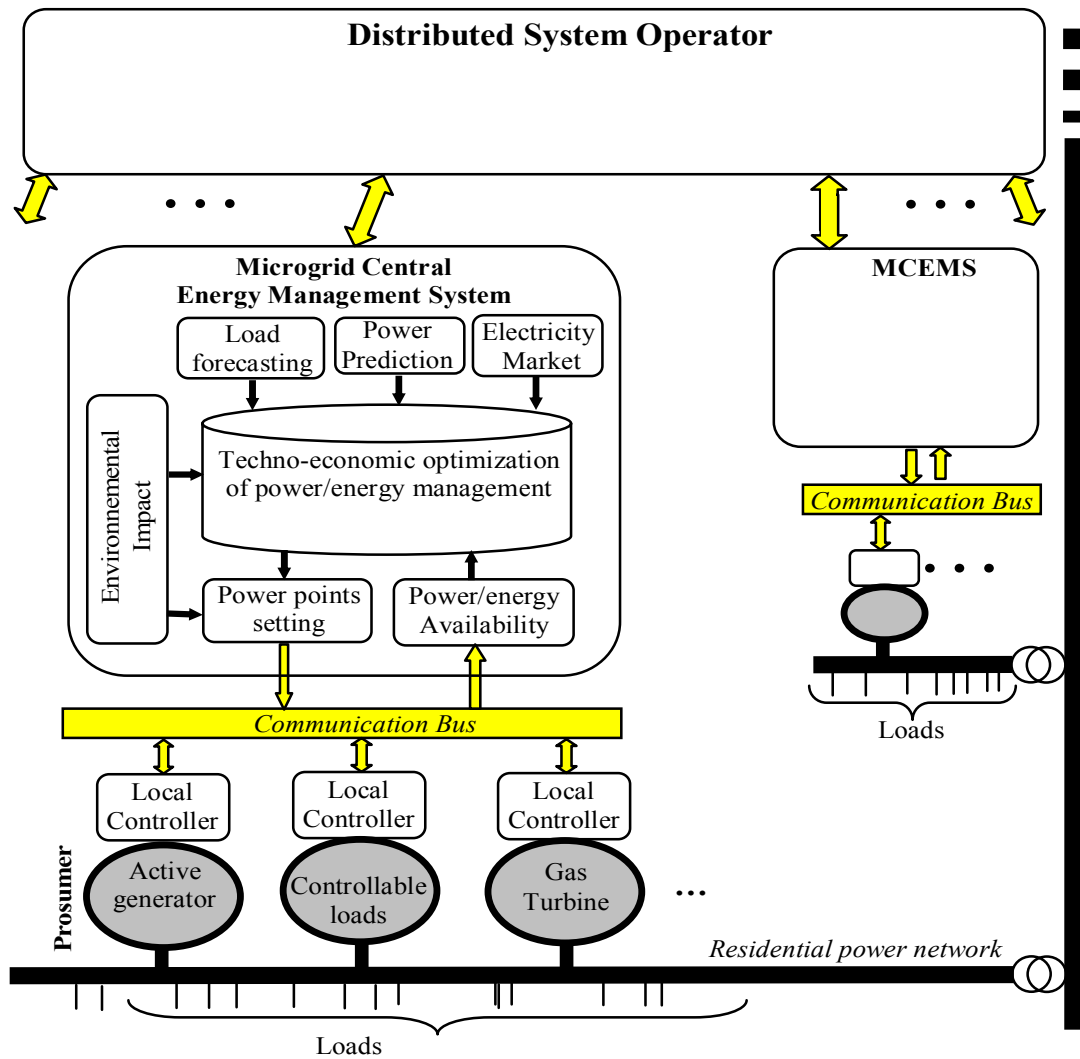 Distributed System Operator
Microgrid Central
Energy Management System
MCEMS
Load
forecasting
Power
Prediction
Electricity
Market
Environnemental
Impact
Techno-economic optimization
of power/energy management
Power points
setting
Power/energy
Availability
Communication Bus
Communication Bus
Loads
Local
Controller
Local
Controller
Local
Controller
Prosumer
Active
generator
Controllable
loads
Gas
Turbine
...
Residential power network
Loads